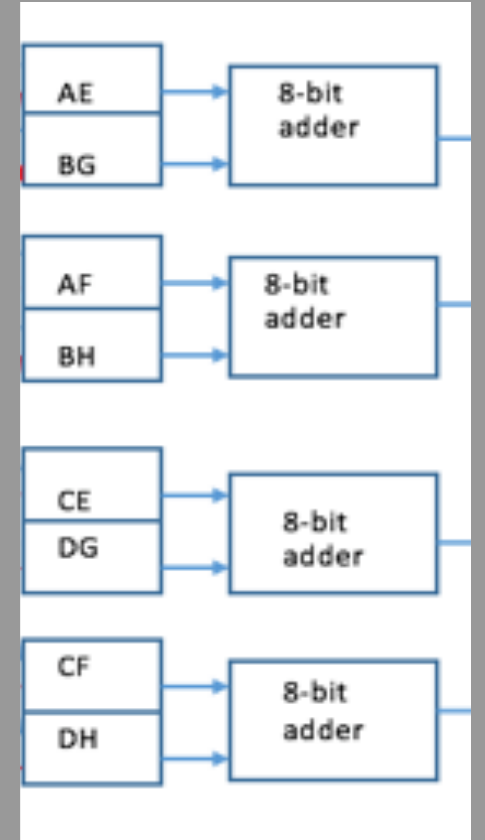 AE
8-bit
adder
BG
AF
8-bit
adder
BH
CE
8-bit
adder
DG
CF
8-bit
adder
DH